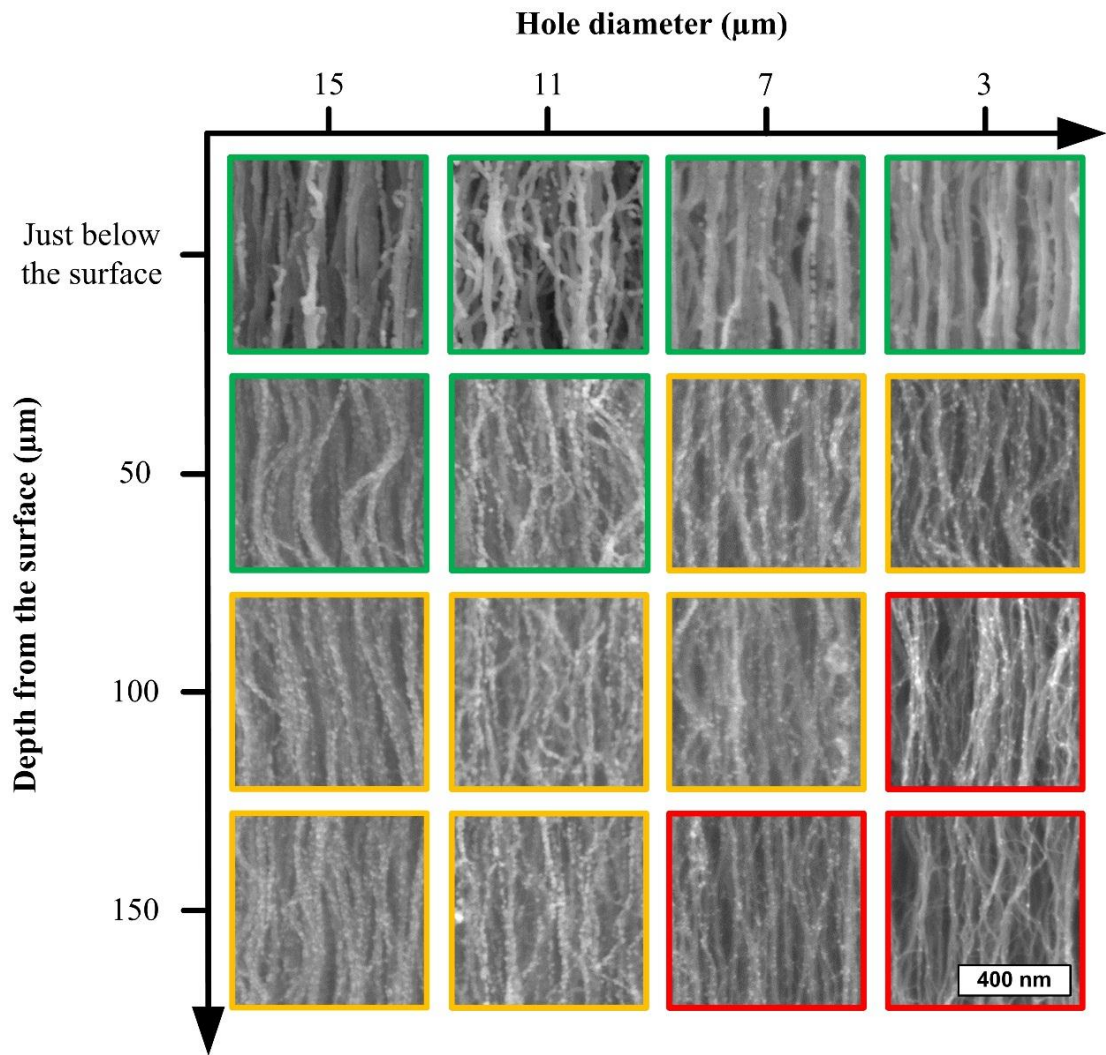 Hole diameter (μm)
15 11 7 3
Just below
the surface
50
100
150
Depth from the surface (μm)
400 nm